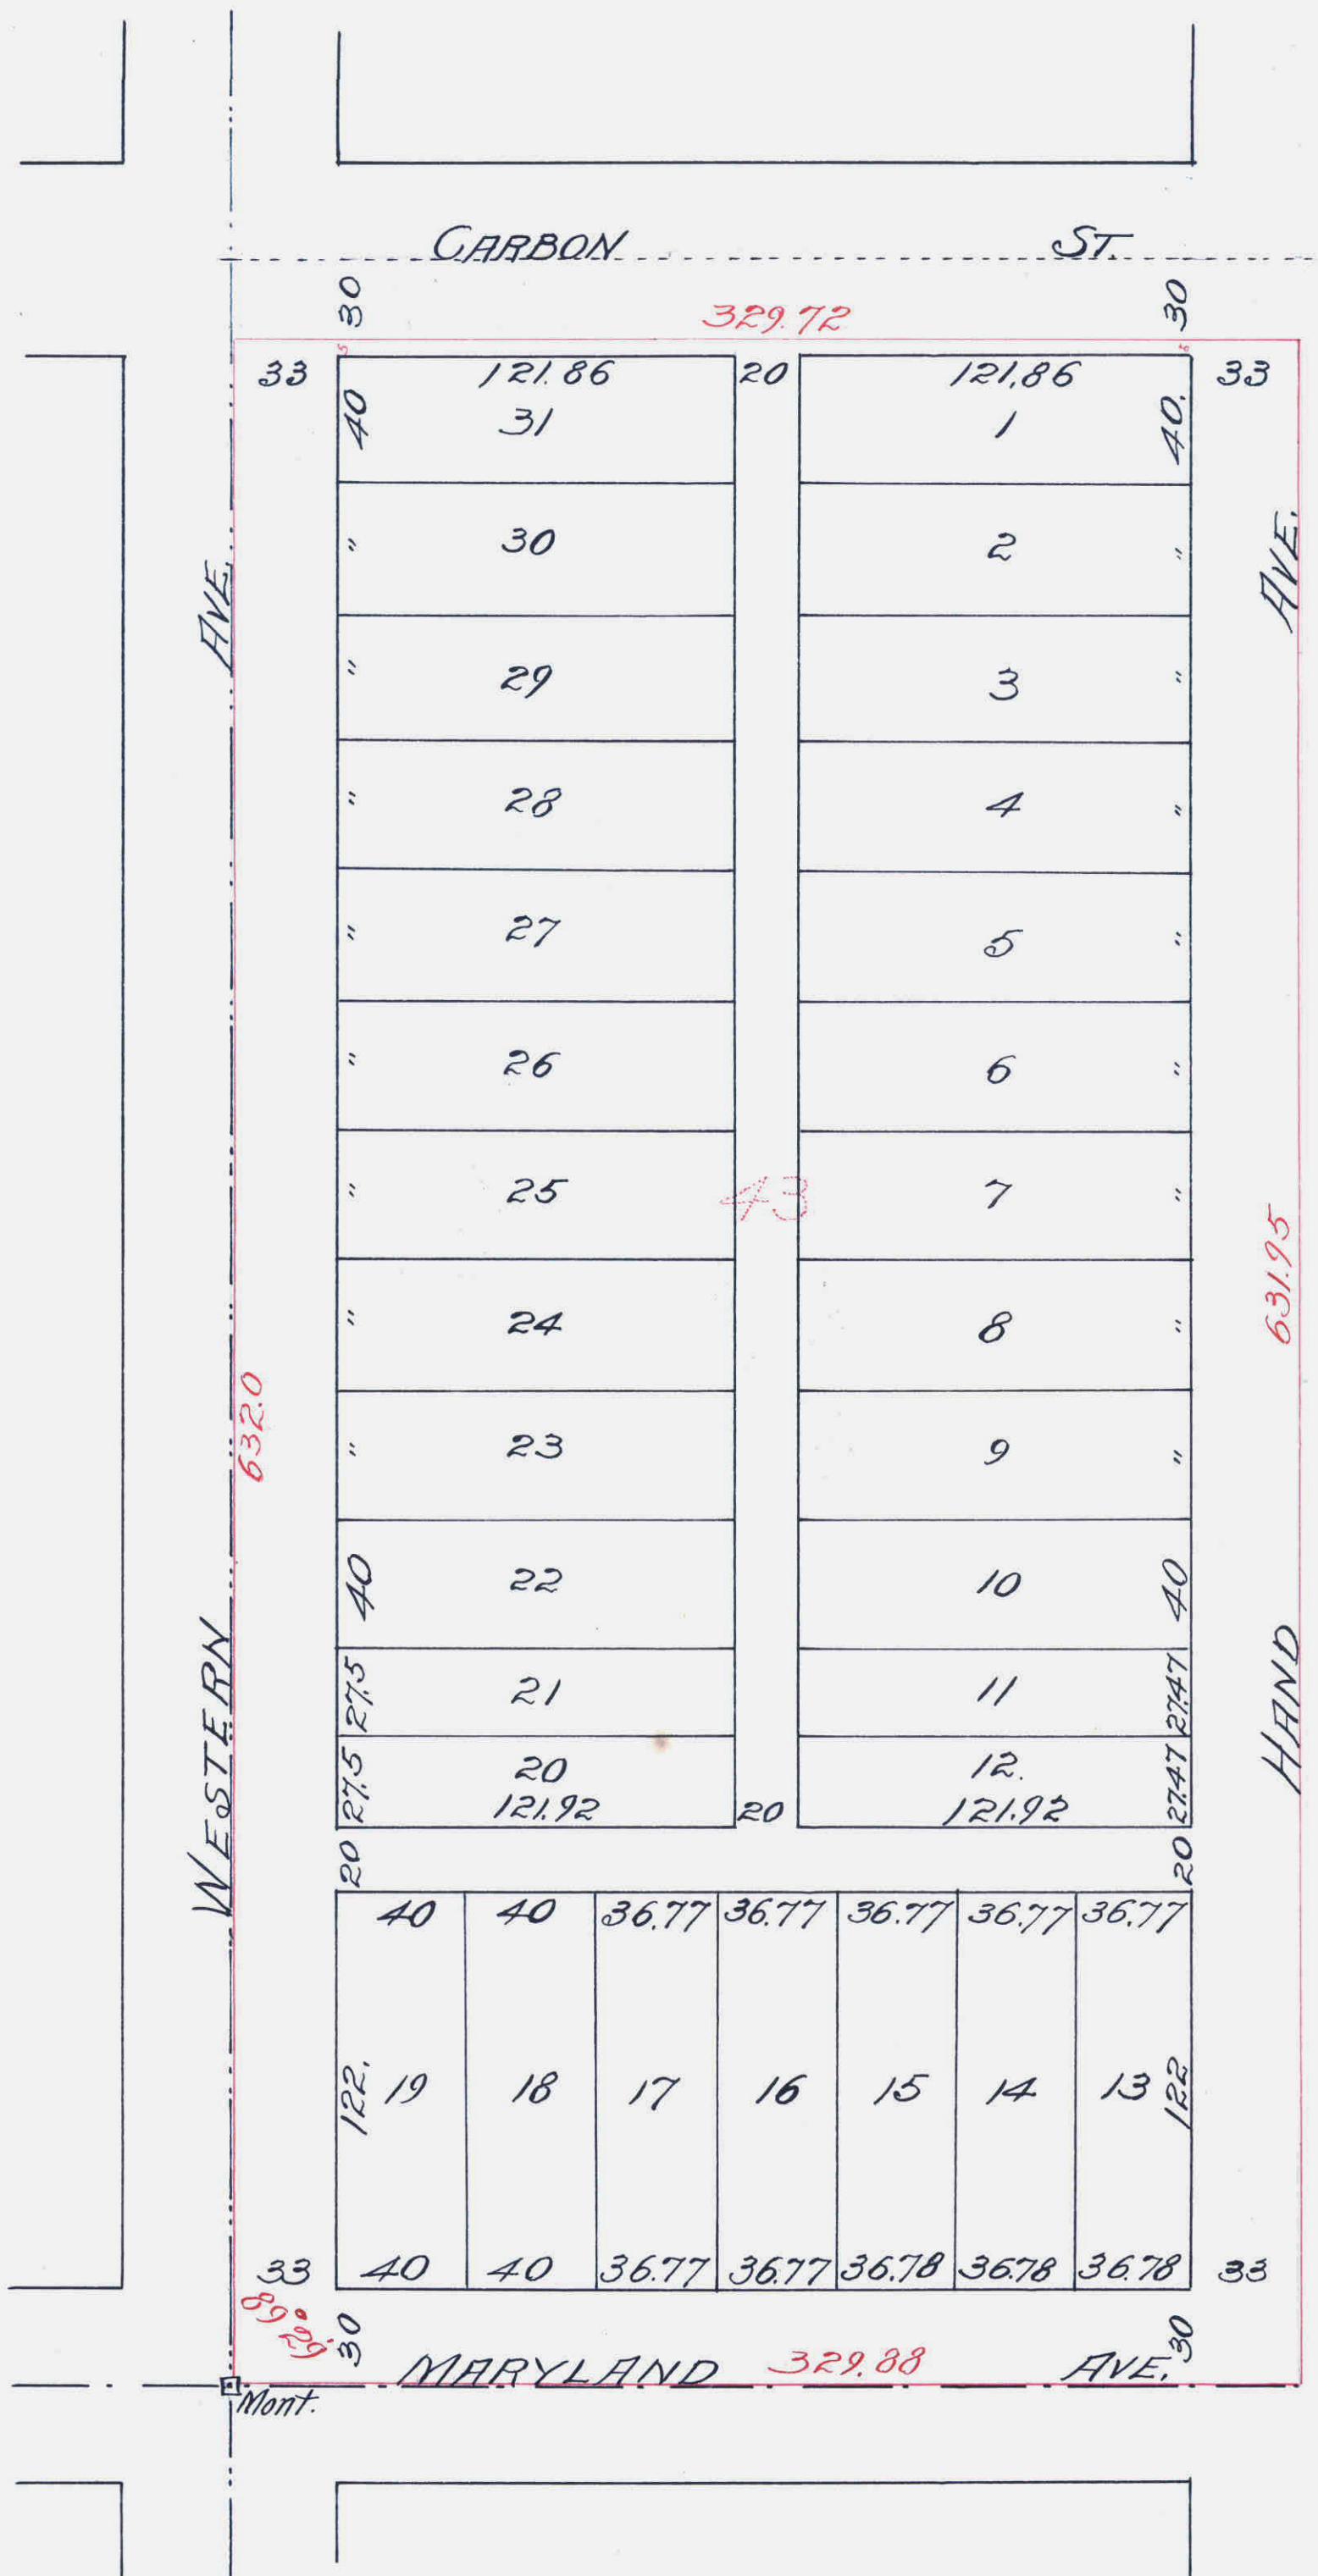 CARBON ST.
30 30
329.72
5 5
33 121.86 20 121.86 33
40 31 1 40.
" 30 2 "
" 29 3 "
" 28 4 "
" 27 5 "
" 26 6 "
" 25 7 "
43
" 24 8 "
" 23 9 "
40 22 10 40
27.5 21 11 27.47
27.5 20 12. 27.47
121.92 20 121.92
20 20
WESTERN AVE.
632.0
HAND AVE.
631.95
40 40 36.77 36.77 36.77 36.77 36.77
122. 19 18 17 16 15 14 13 122
33 40 40 36.77 36.77 36.78 36.78 36.78 33
89° 29'
30 30
MARYLAND 329.88 AVE.
Mont.